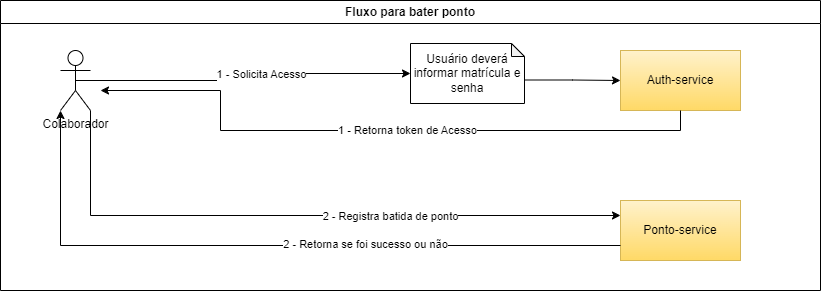 Fluxo para bater ponto
Usuário deverá
informar matrícula e
senha
1 - Solicita Acesso
Auth-service
Colaborador
1 - Retorna token de Acesso
2 - Registra batida de ponto
Ponto-service
2 - Retorna se foi sucesso ou não